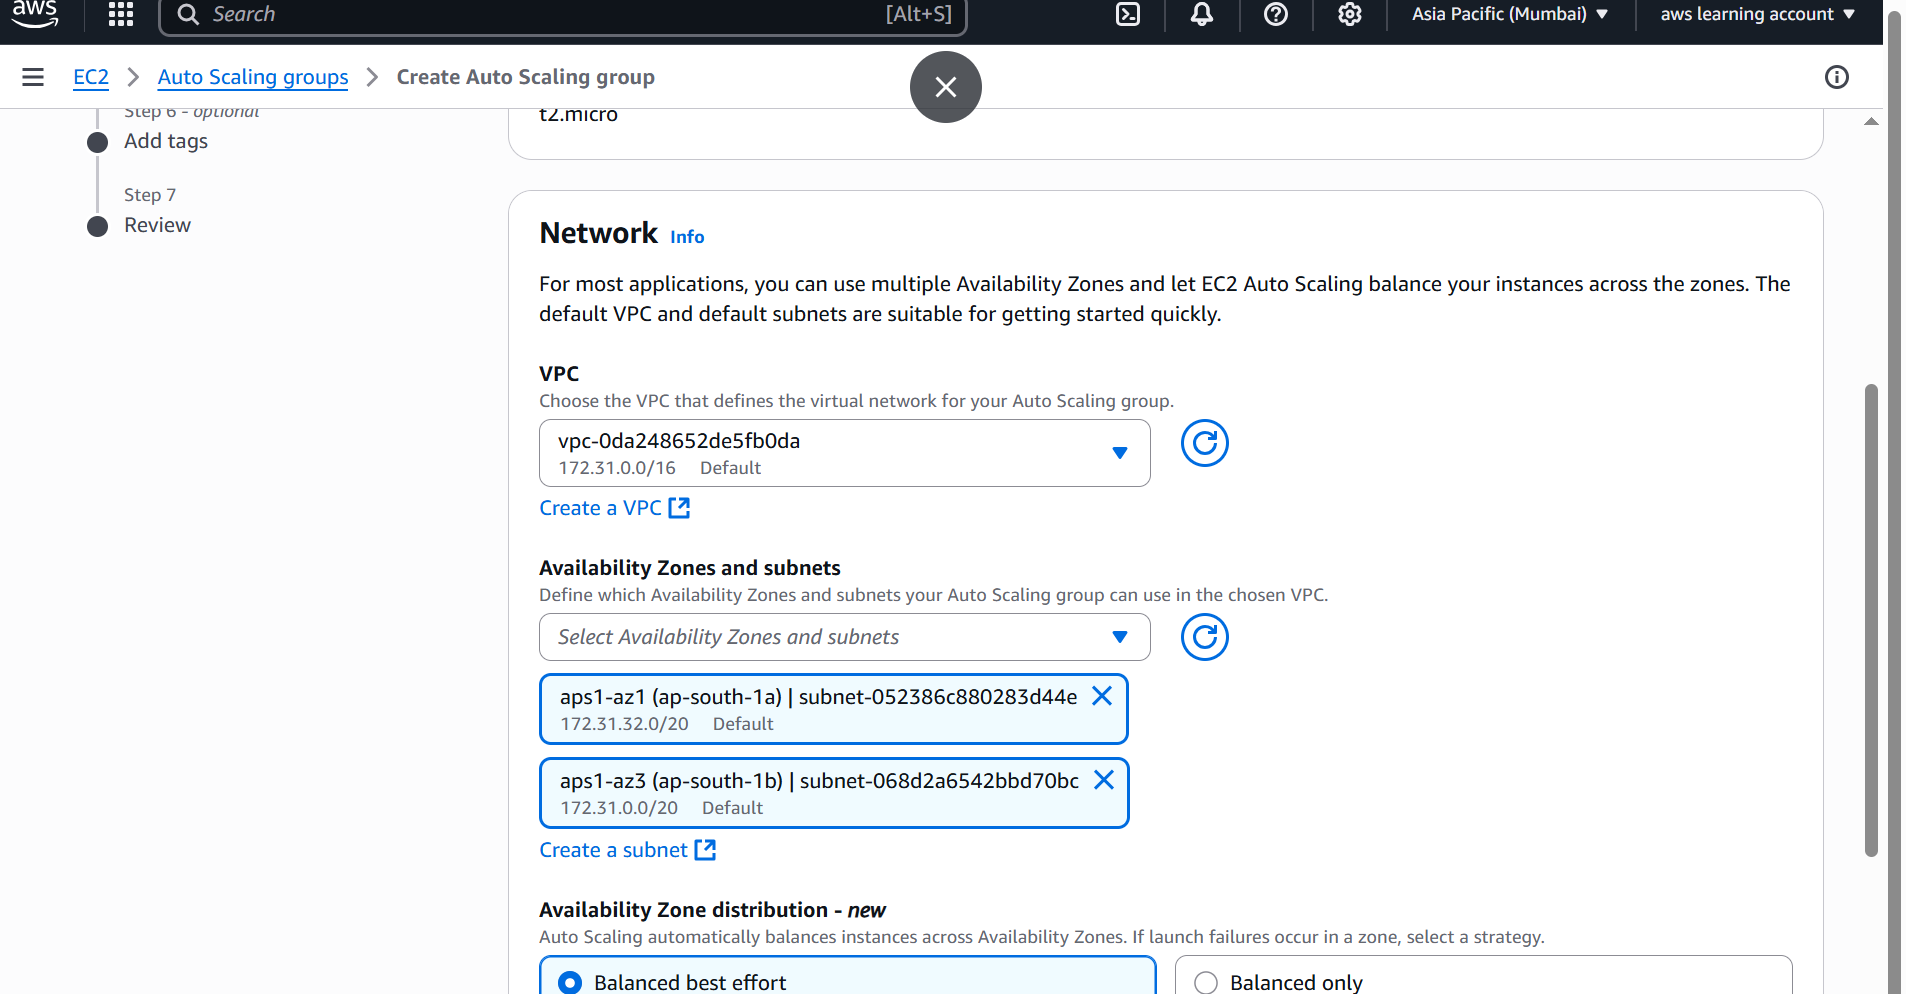 aws
Search [Alt+S] Asia Pacific (Mumbai) aws learning account
EC2 Auto Scaling groups Create Auto Scaling group
Step 6 - optional
Add tags
Step 7
Review
t2.micro
Network Info
For most applications, you can use multiple Availability Zones and let EC2 Auto Scaling balance your instances across the zones. The
default VPC and default subnets are suitable for getting started quickly.
VPC
Choose the VPC that defines the virtual network for your Auto Scaling group.
vpc-0da248652de5fb0da
172.31.0.0/16 Default
Create a VPC
Availability Zones and subnets
Define which Availability Zones and subnets your Auto Scaling group can use in the chosen VPC.
Select Availability Zones and subnets
aps1-az1 (ap-south-1a) | subnet-052386c880283d44e
172.31.32.0/20 Default
aps1-az3 (ap-south-1b) | subnet-068d2a6542bbd70bc
172.31.0.0/20 Default
Create a subnet
Availability Zone distribution - new
Auto Scaling automatically balances instances across Availability Zones. If launch failures occur in a zone, select a strategy.
Balanced best effort
Balanced only